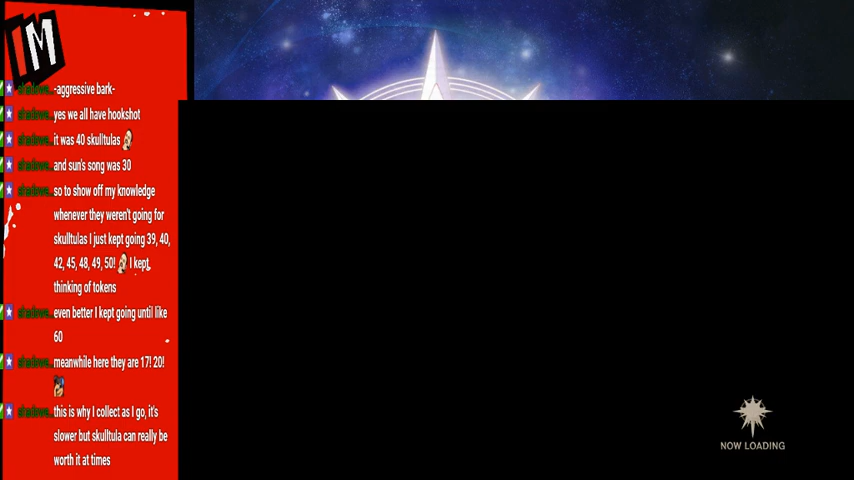 M
-aggressive bark-
yes we all have hookshot
it was 40 skulltulas
and sun's song was 30
so to show off my knowledge
whenever they weren't going for
skulltulas I just kept going 39, 40,
42, 45, 48, 49, 50! I kept
thinking of tokens
even better I kept going until like
60
meanwhile here they are 17! 20!
this is why I collect as I go, it's
slower but skulltula can really be
worth it at times
NOW LOADING